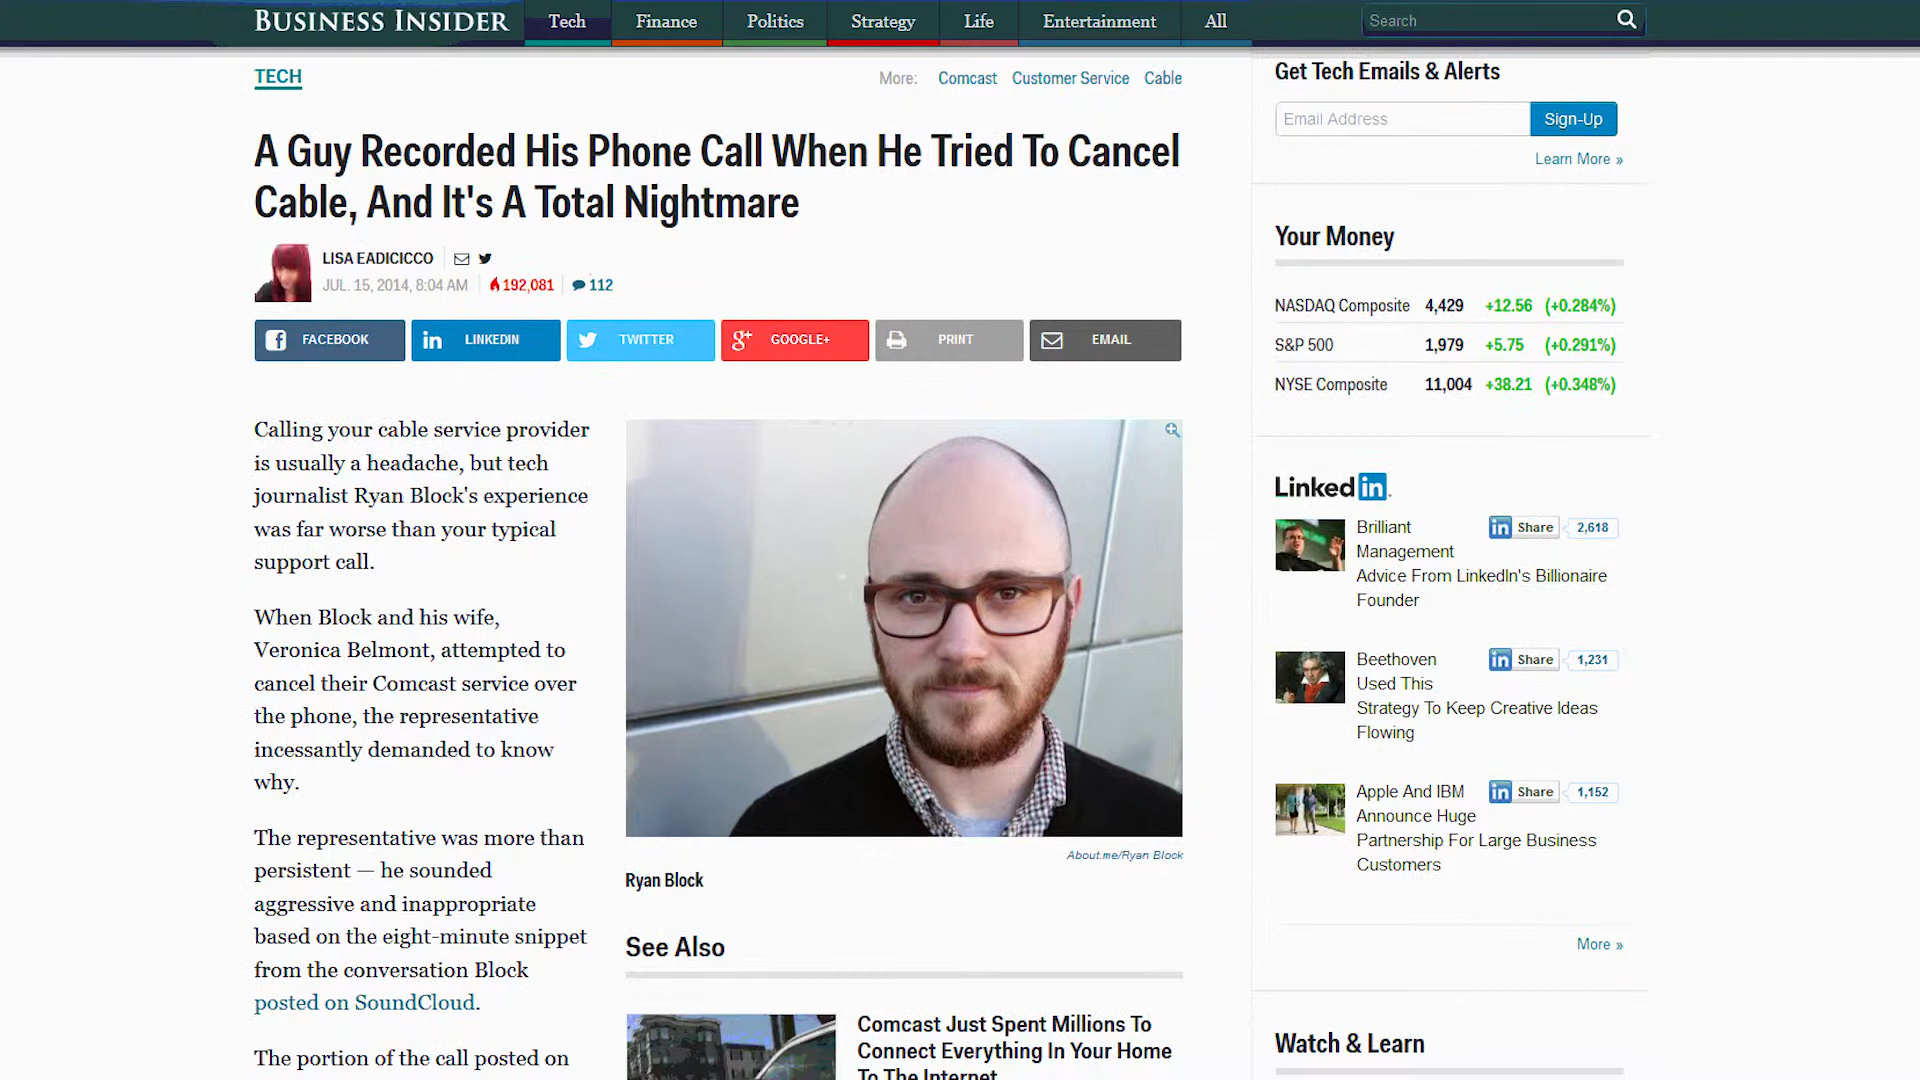 BUSINESS INSIDER Tech Finance Politics Strategy Life Entertainment All Search
TECH
More: Comcast Customer Service Cable
A Guy Recorded His Phone Call When He Tried To Cancel
Cable, And It's A Total Nightmare
LISA EADICICCO
JUL. 15, 2014, 8:04 AM 192,081 112
FACEBOOK LINKEDIN TWITTER GOOGLE+ PRINT EMAIL
Calling your cable service provider
is usually a headache, but tech
journalist Ryan Block's experience
was far worse than your typical
support call.
When Block and his wife,
Veronica Belmont, attempted to
cancel their Comcast service over
the phone, the representative
incessantly demanded to know
why.
The representative was more than
persistent — he sounded
aggressive and inappropriate
based on the eight-minute snippet
from the conversation Block
posted on SoundCloud.
The portion of the call posted on
About.me/Ryan Block
Ryan Block
See Also
Comcast Just Spent Millions To
Connect Everything In Your Home
To The Internet
Get Tech Emails & Alerts
Email Address Sign-Up
Learn More »
Your Money
NASDAQ Composite 4,429 +12.56 (+0.284%)
S&P 500 1,979 +5.75 (+0.291%)
NYSE Composite 11,004 +38.21 (+0.348%)
Linked in
Brilliant in Share 2,618
Management
Advice From LinkedIn's Billionaire
Founder
Beethoven in Share 1,231
Used This
Strategy To Keep Creative Ideas
Flowing
Apple And IBM in Share 1,152
Announce Huge
Partnership For Large Business
Customers
More »
Watch & Learn